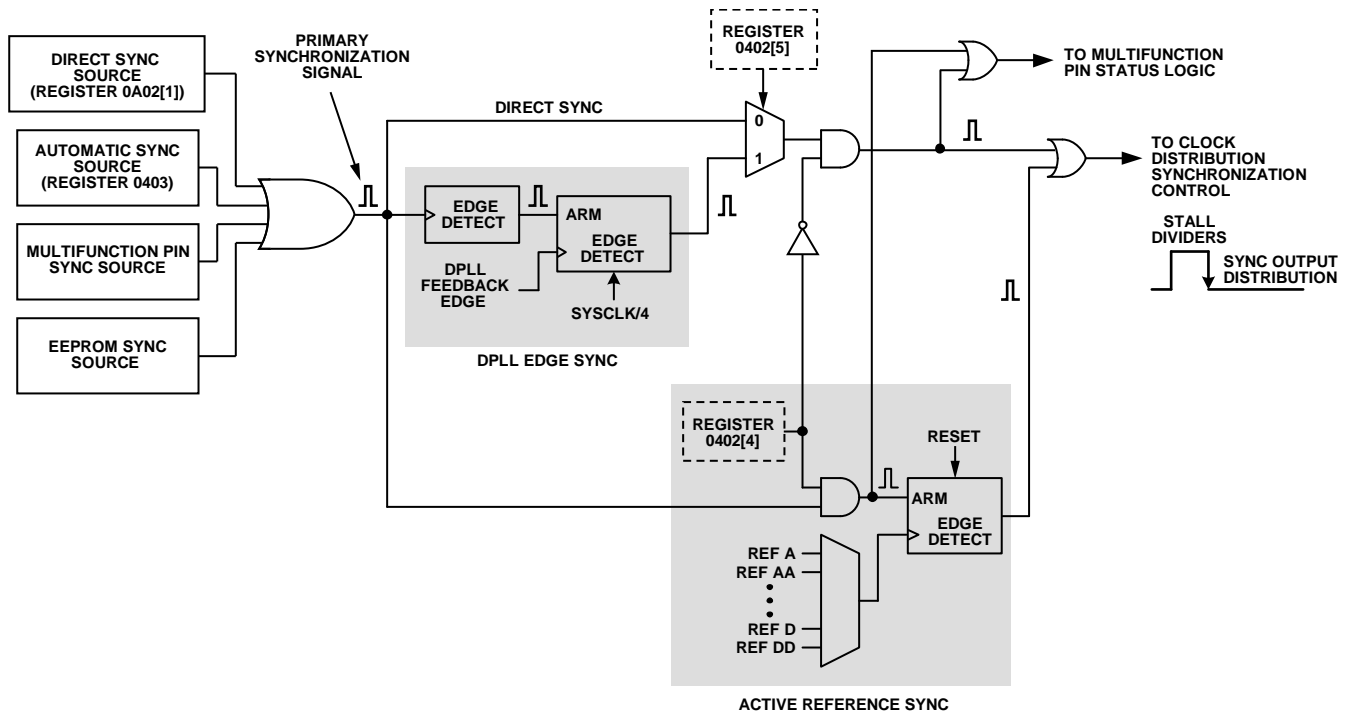 DIRECT SYNC
SOURCE
(REGISTER 0A02[1])
AUTOMATIC SYNC
SOURCE
(REGISTER 0403)
MULTIFUNCTION PIN
SYNC SOURCE
EEPROM SYNC
SOURCE
PRIMARY
SYNCHRONIZATION
SIGNAL
DIRECT SYNC
EDGE
DETECT
ARM
EDGE
DETECT
DPLL
FEEDBACK
EDGE
SYSCLK/4
DPLL EDGE SYNC
REGISTER
0402[5]
0
1
TO MULTIFUNCTION
PIN STATUS LOGIC
TO CLOCK
DISTRIBUTION
SYNCHRONIZATION
CONTROL
STALL
DIVIDERS
SYNC OUTPUT
DISTRIBUTION
REGISTER
0402[4]
RESET
ARM
EDGE
DETECT
REF A
REF AA
REF D
REF DD
ACTIVE REFERENCE SYNC